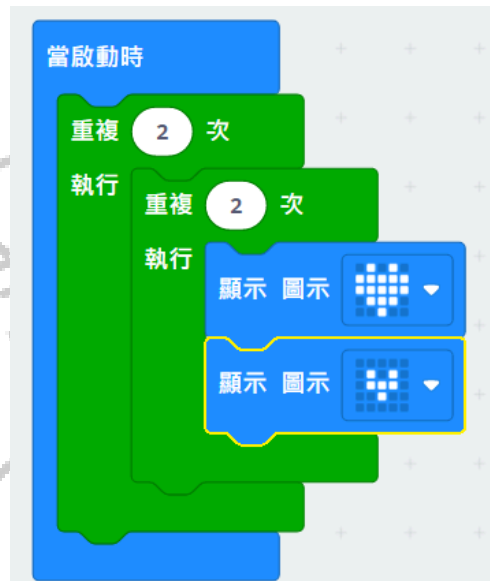 當啟動時
重複 2 次
執行
重複 2 次
執行
顯示 圖示
顯示 圖示